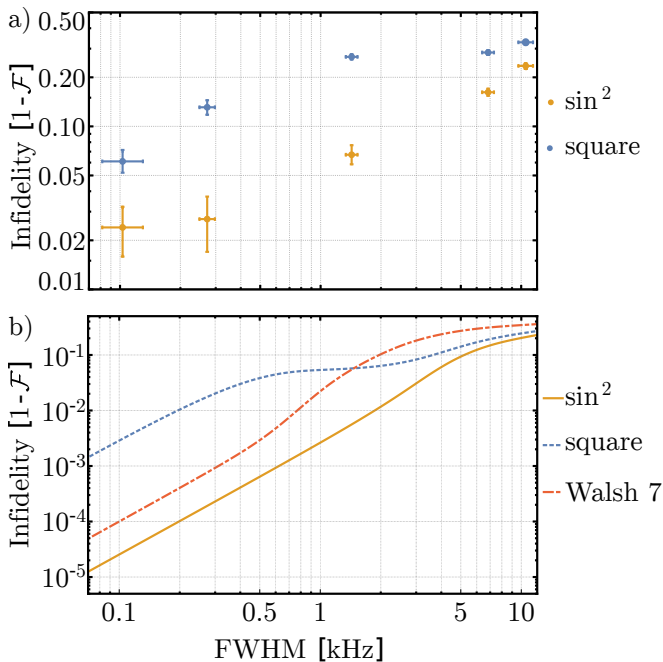 a)
0.50
0.20
0.10
0.05
0.02
0.01
Infidelity [1-ℱ]
sin²
square
b)
10⁻¹
10⁻²
10⁻³
10⁻⁴
10⁻⁵
Infidelity [1-ℱ]
sin²
square
Walsh 7
0.1 0.5 1 5 10
FWHM [kHz]